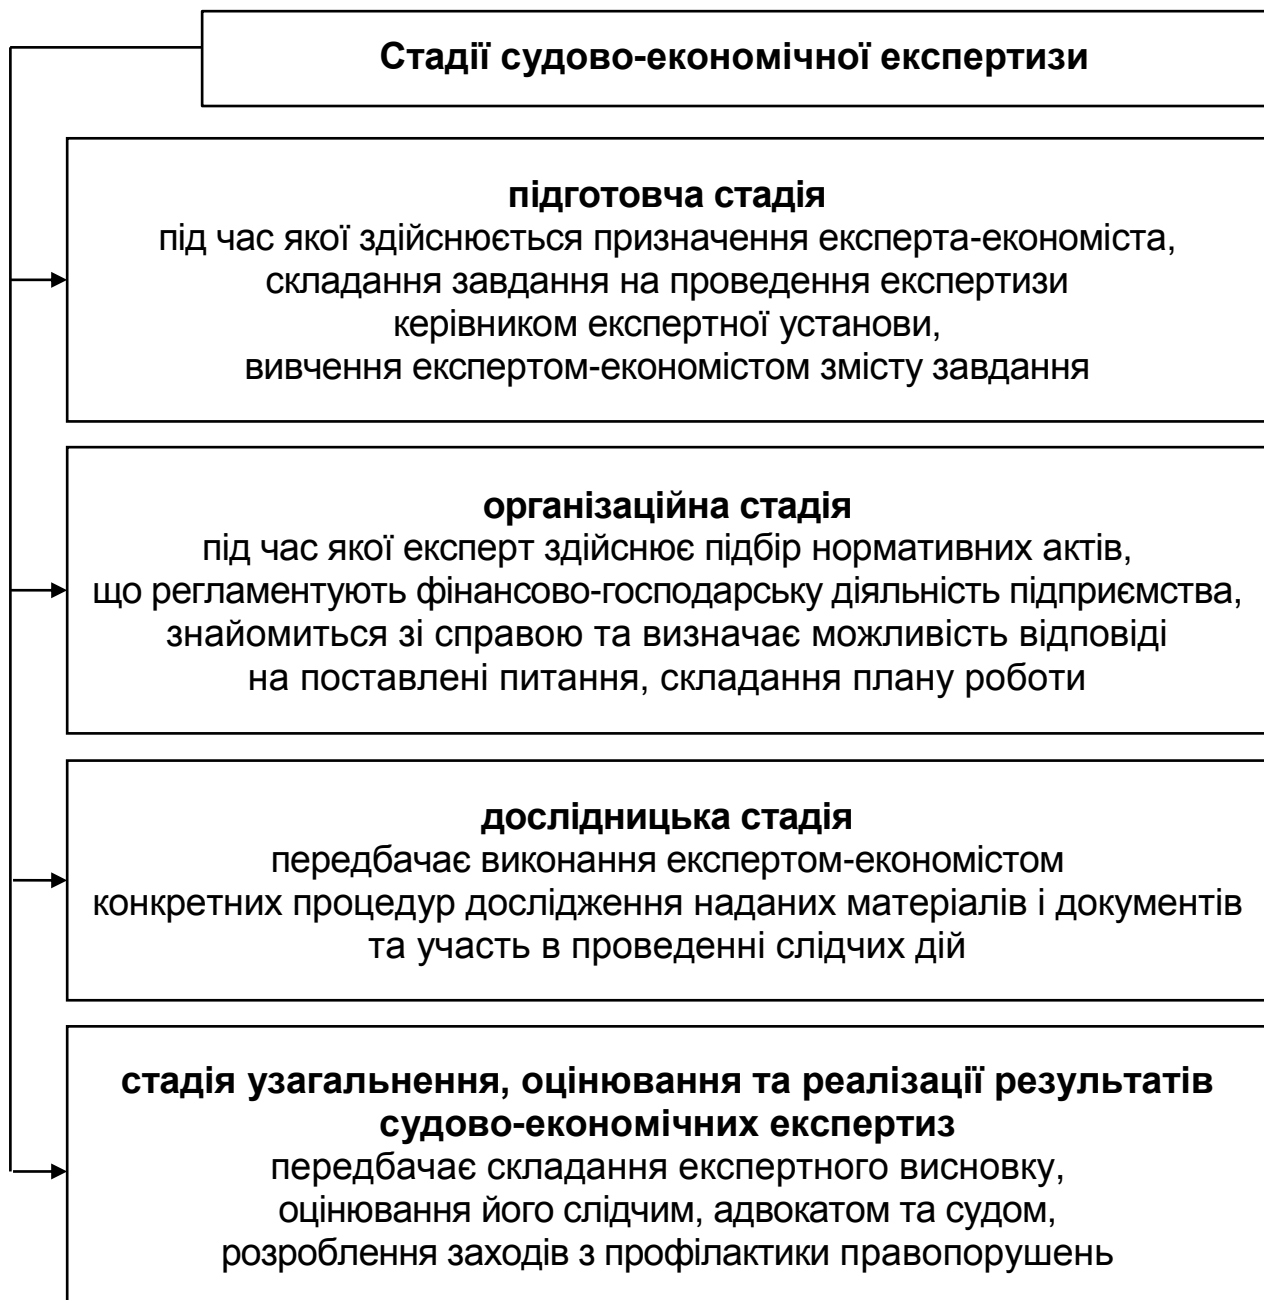 Стадії судово-економічної експертизи
підготовча стадія
під час якої здійснюється призначення експерта-економіста,
складання завдання на проведення експертизи
керівником експертної установи,
вивчення експертом-економістом змісту завдання
організаційна стадія
під час якої експерт здійснює підбір нормативних актів,
що регламентують фінансово-господарську діяльність підприємства,
знайомиться зі справою та визначає можливість відповіді
на поставлені питання, складання плану роботи
дослідницька стадія
передбачає виконання експертом-економістом
конкретних процедур дослідження наданих матеріалів і документів
та участь в проведенні слідчих дій
стадія узагальнення, оцінювання та реалізації результатів
судово-економічних експертиз
передбачає складання експертного висновку,
оцінювання його слідчим, адвокатом та судом,
розроблення заходів з профілактики правопорушень